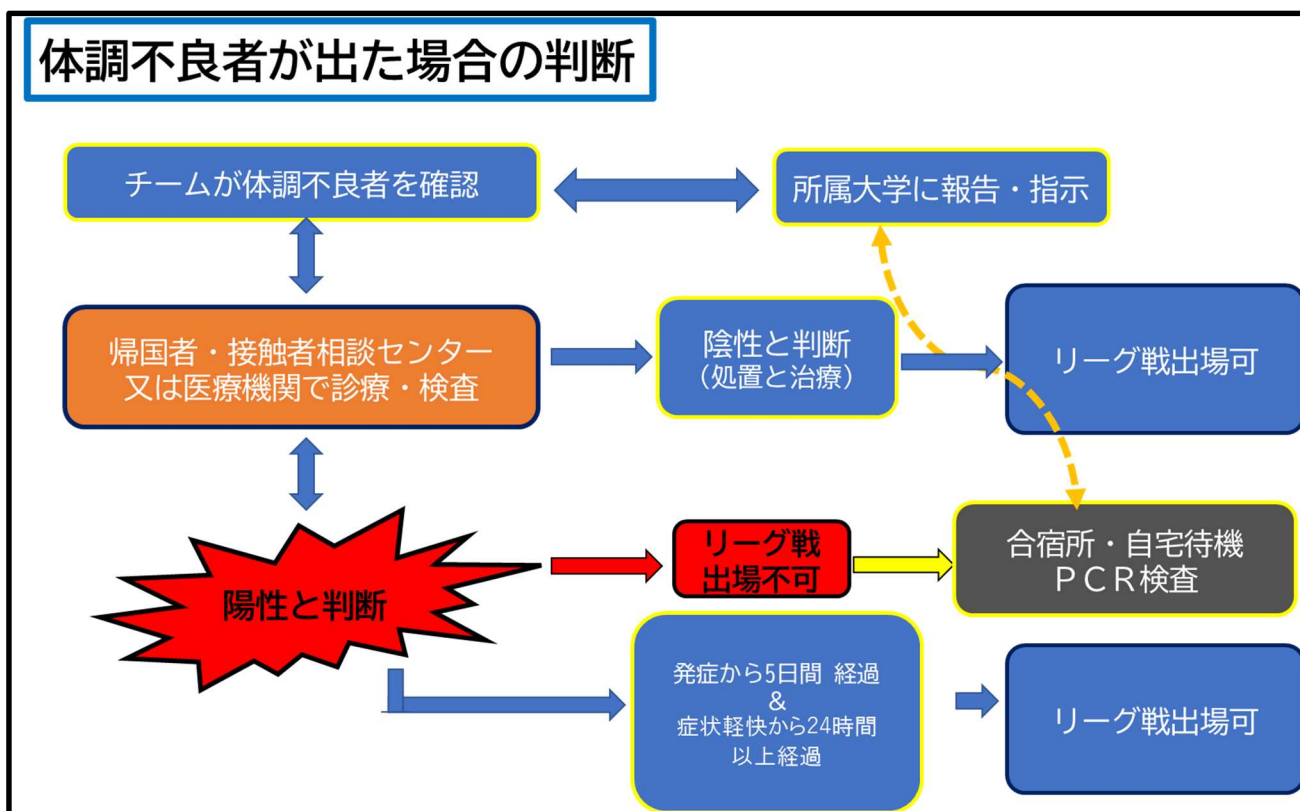 体調不良者が出た場合の判断
チームが体調不良者を確認
所属大学に報告・指示
帰国者・接触者相談センター
又は医療機関で診療・検査
陰性と判断
（処置と治療）
リーグ戦出場可
陽性と判断
リーグ戦
出場不可
合宿所・自宅待機
ＰＣＲ検査
発症から5日間 経過
&
症状軽快から24時間
以上経過
リーグ戦出場可